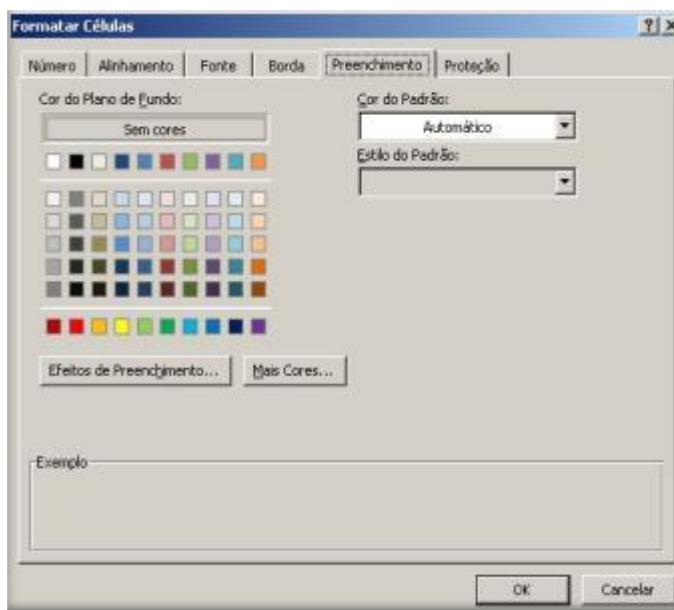 Formatar Células
Número Alinhamento Fonte Borda Preenchimento Proteção
Cor do Plano de Fundo:
Sem cores
Cor do Padrão:
Automático
Estilo do Padrão:
Efeitos de Preenchimento...
Mais Cores...
Exemplo
OK
Cancelar